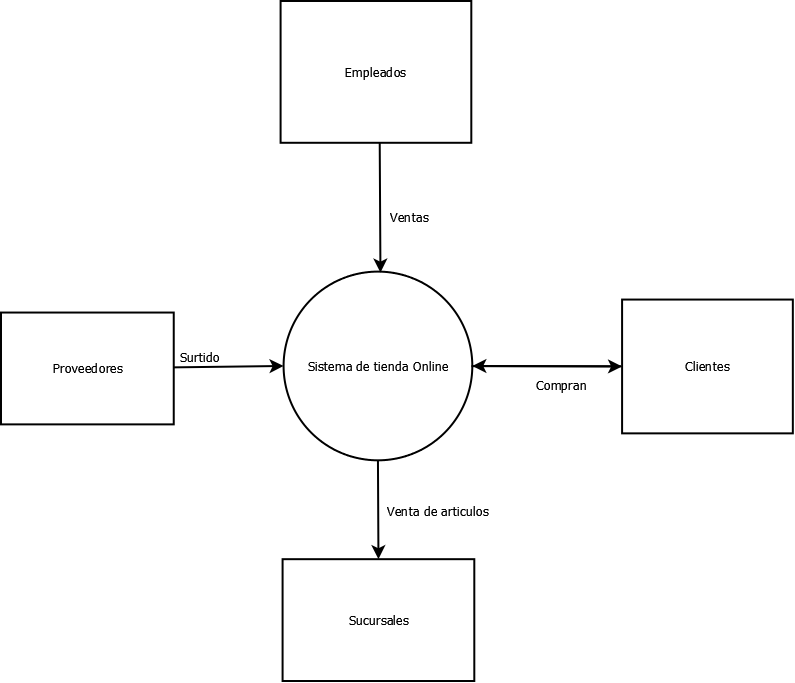 Empleados
Ventas
Surtido
Proveedores
Sistema de tienda Online
Clientes
Compran
Venta de articulos
Sucursales